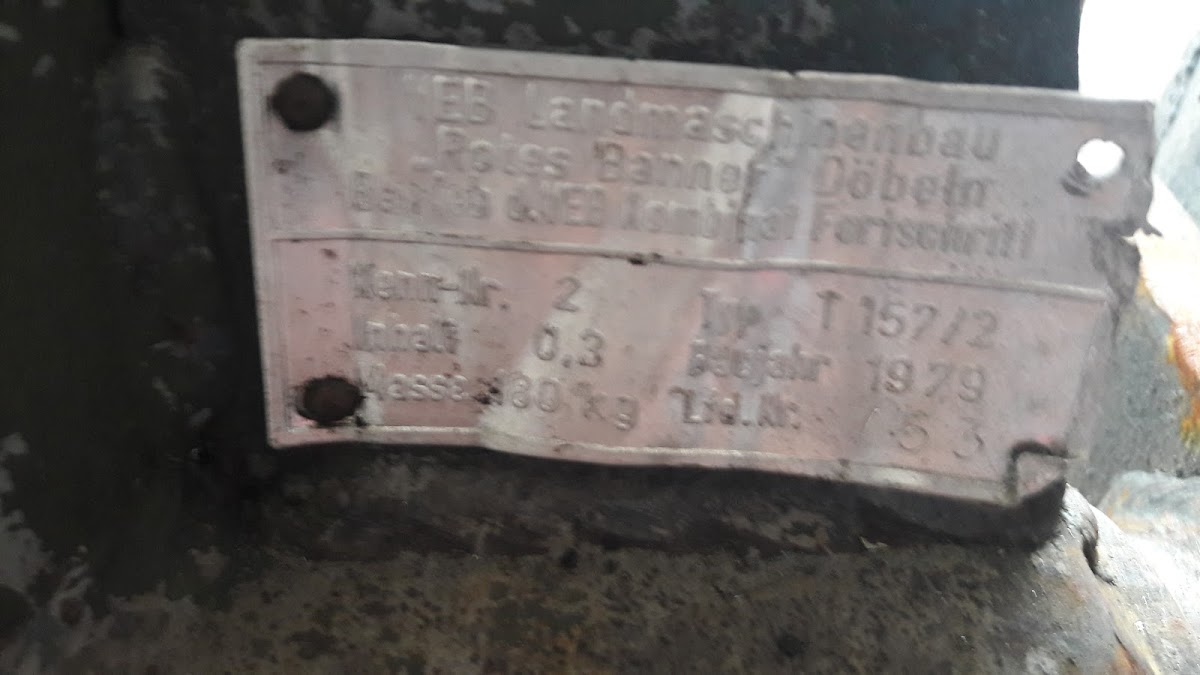 VEB Landmaschinenbau
"Rotes Banner" Döbeln
Betrieb d. VEB Kombinat Fortschritt
Kenn-Nr. 2 Typ T 157/2
Inhalt 0,3 Baujahr 1979
Masse 180 kg Lfd.Nr.